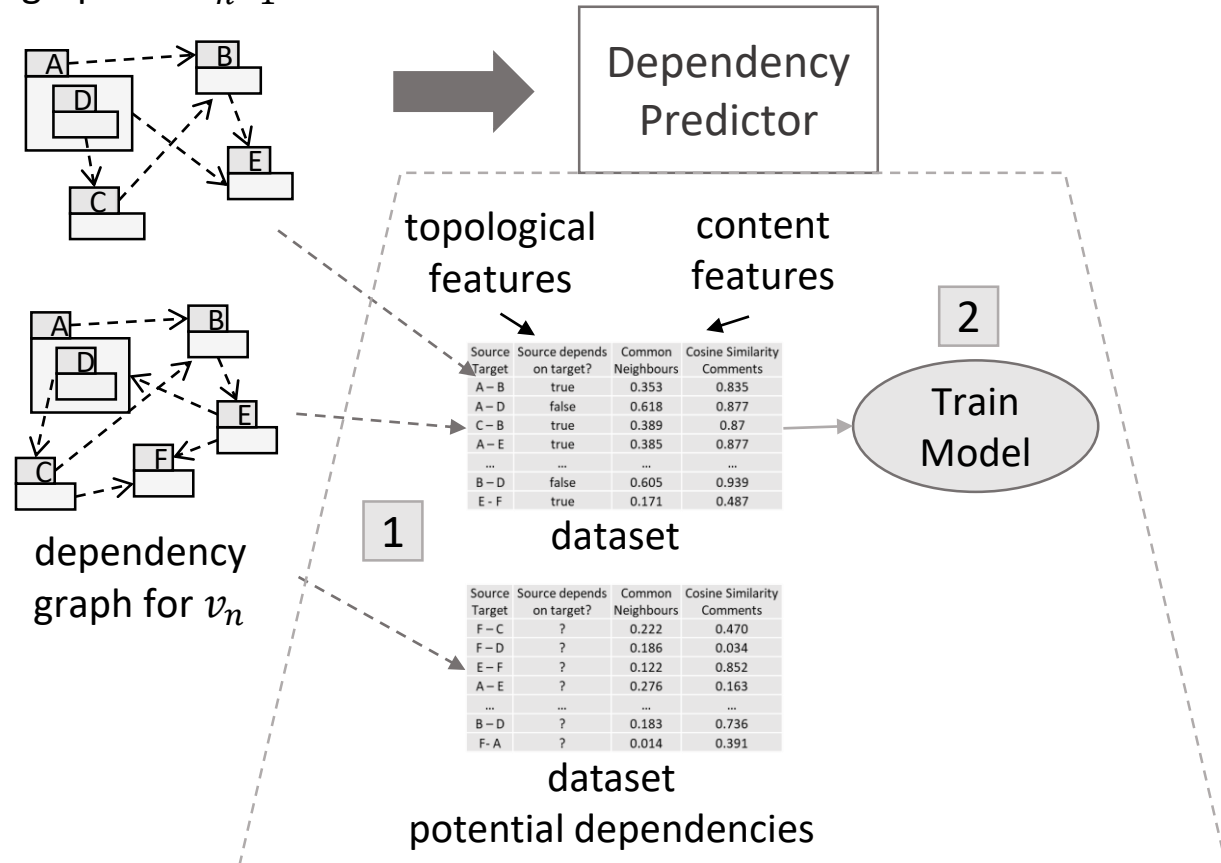 A
B
D
E
C
Dependency
Predictor
topological
features
content
features
A
B
D
E
C
F
dependency
graph for vₙ
1
2
Train
Model
Source Target Source depends on target? Common Neighbours Cosine Similarity Comments
A – B true 0.353 0.835
A – D false 0.618 0.877
C – B true 0.389 0.87
A – E true 0.385 0.877
... ... ... ...
B – D false 0.605 0.939
E - F true 0.171 0.487
dataset
Source Target Source depends on target? Common Neighbours Cosine Similarity Comments
F – C ? 0.222 0.470
F – D ? 0.186 0.034
E – F ? 0.122 0.852
A – E ? 0.276 0.163
... ... ... ...
B – D ? 0.183 0.736
F- A ? 0.014 0.391
dataset
potential dependencies